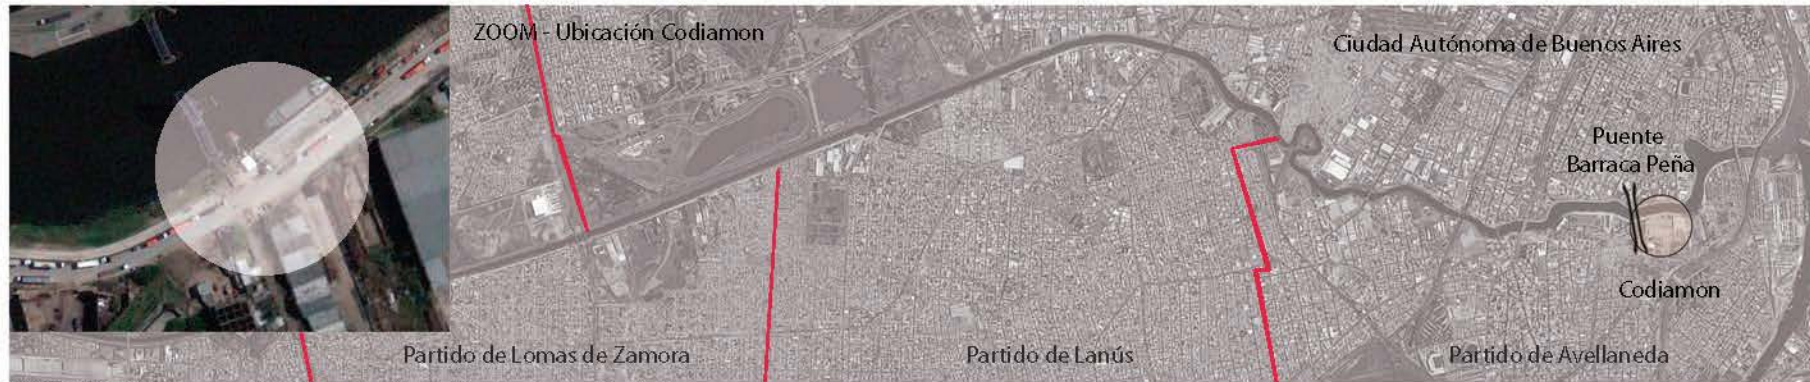 ZOOM - Ubicación Codiamon
Ciudad Autónoma de Buenos Aires
Puente
Barraca Peña
Codiamon
Partido de Lomas de Zamora
Partido de Lanús
Partido de Avellaneda